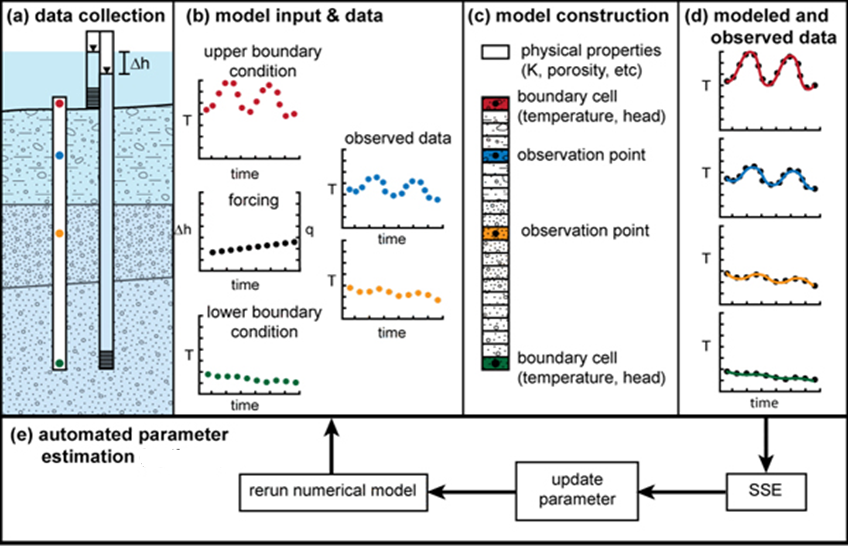 (a) data collection
Δh
(b) model input & data
upper boundary
condition
T
time
forcing
Δh
q
time
lower boundary
condition
T
time
observed data
T
time
T
time
(c) model construction
physical properties
(K, porosity, etc)
boundary cell
(temperature, head)
observation point
observation point
boundary cell
(temperature, head)
(d) modeled and
observed data
T
T
T
T
time
(e) automated parameter
estimation
rerun numerical model
update
parameter
SSE